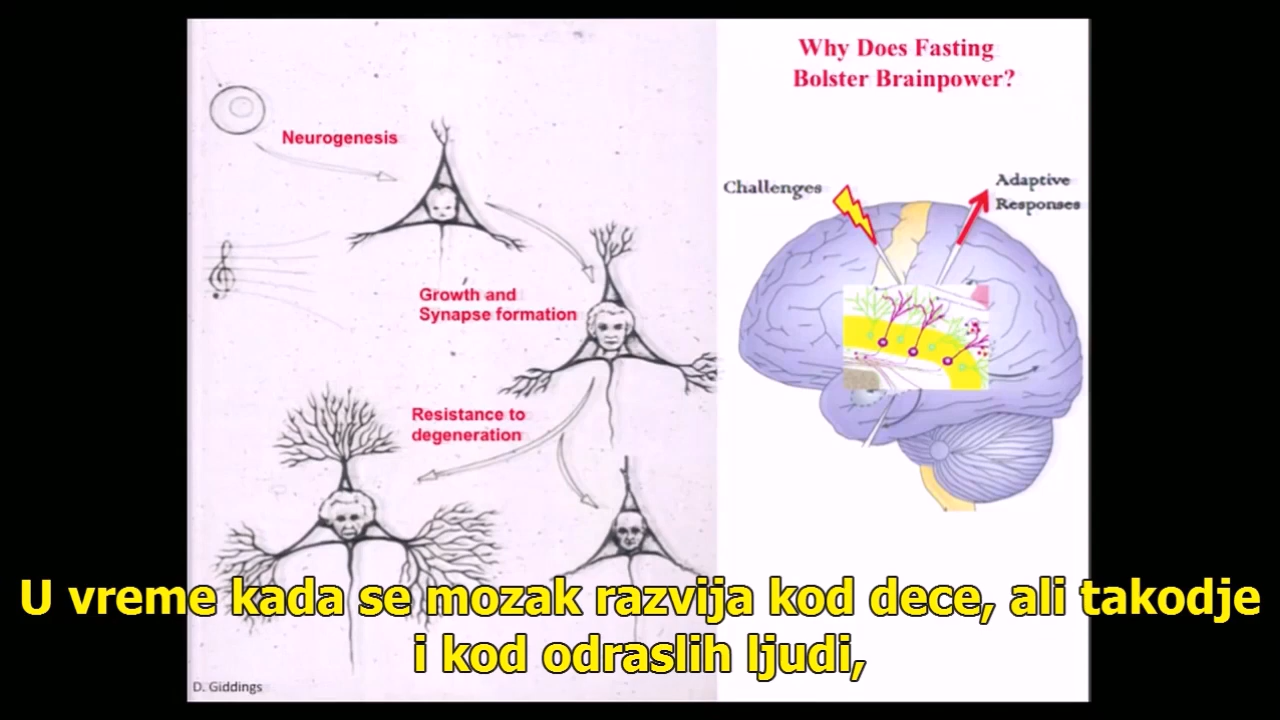 Why Does Fasting
Bolster Brainpower?
Neurogenesis
Challenges
Adaptive
Responses
Growth and
Synapse formation
Resistance to
degeneration
U vreme kada se mozak razvija kod dece, ali takodje
i kod odraslih ljudi,
D. Giddings